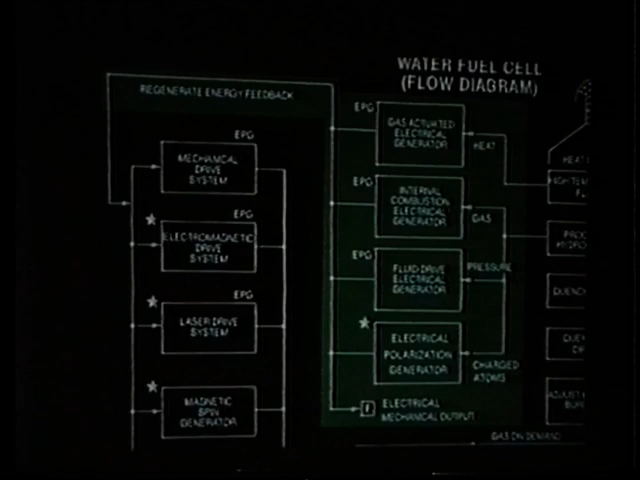 WATER FUEL CELL
(FLOW DIAGRAM)
REGENERATE ENERGY FEEDBACK
EPG
MECHANICAL
DRIVE
SYSTEM
EPG
ELECTROMAGNETIC
DRIVE
SYSTEM
EPG
LASER DRIVE
SYSTEM
MAGNETIC
SPIN
GENERATOR
EPG
GAS ACTUATED
ELECTRICAL
GENERATOR
HEAT
EPG
INTERNAL
COMBUSTION
ELECTRICAL
GENERATOR
GAS
EPG
FLUID DRIVE
ELECTRICAL
GENERATOR
PRESSURE
ELECTRICAL
POLARIZATION
GENERATOR
CHARGED
ATOMS
ELECTRICAL
MECHANICAL OUTPUT
GAS ON DEMAND
HEAT